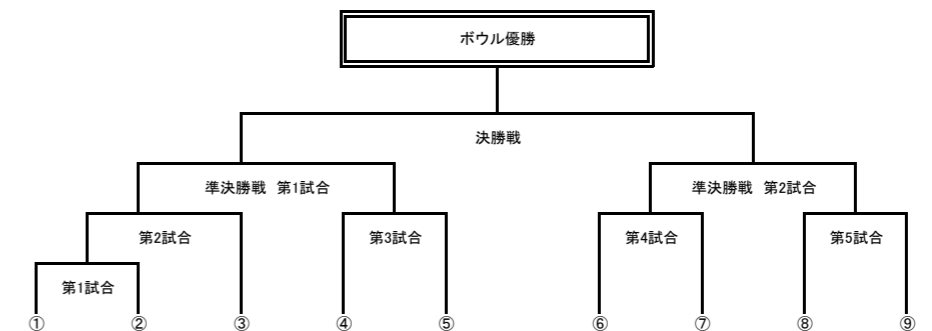 ボウル優勝
決勝戦
準決勝戦　第1試合
準決勝戦　第2試合
第2試合
第3試合
第4試合
第5試合
第1試合
① ② ③ ④ ⑤ ⑥ ⑦ ⑧ ⑨